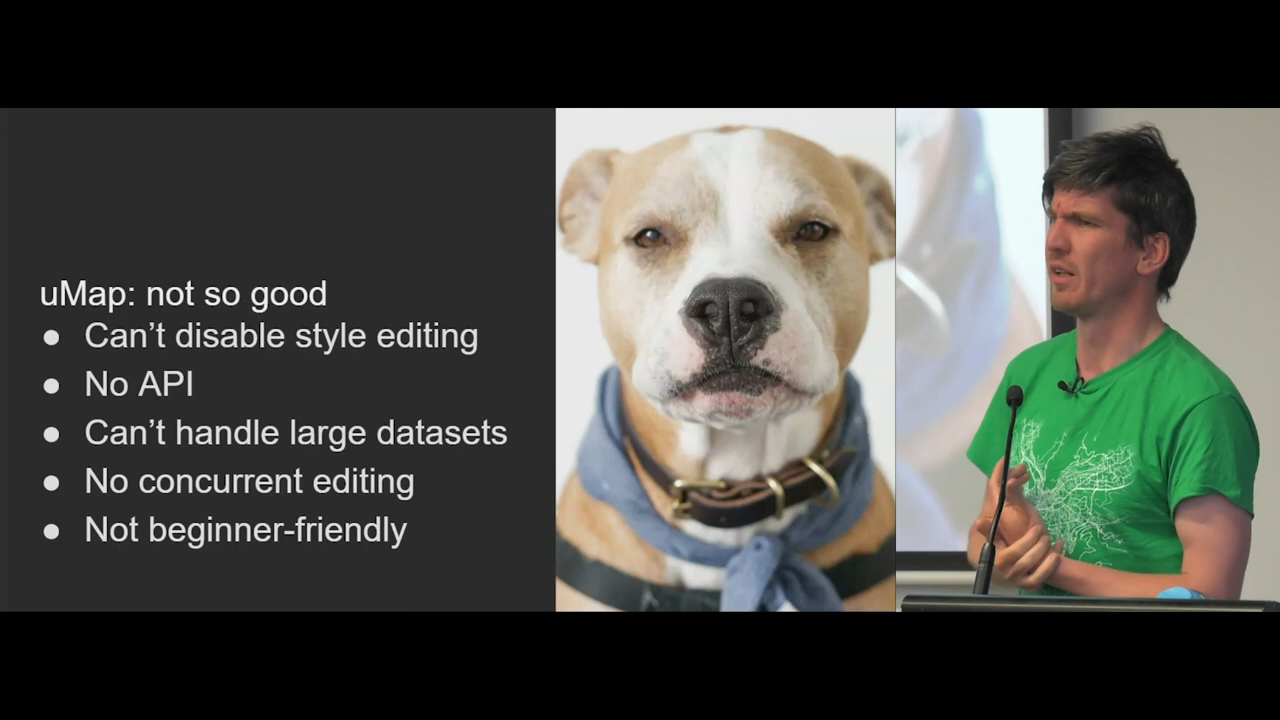 uMap: not so good
● Can’t disable style editing
● No API
● Can’t handle large datasets
● No concurrent editing
● Not beginner-friendly